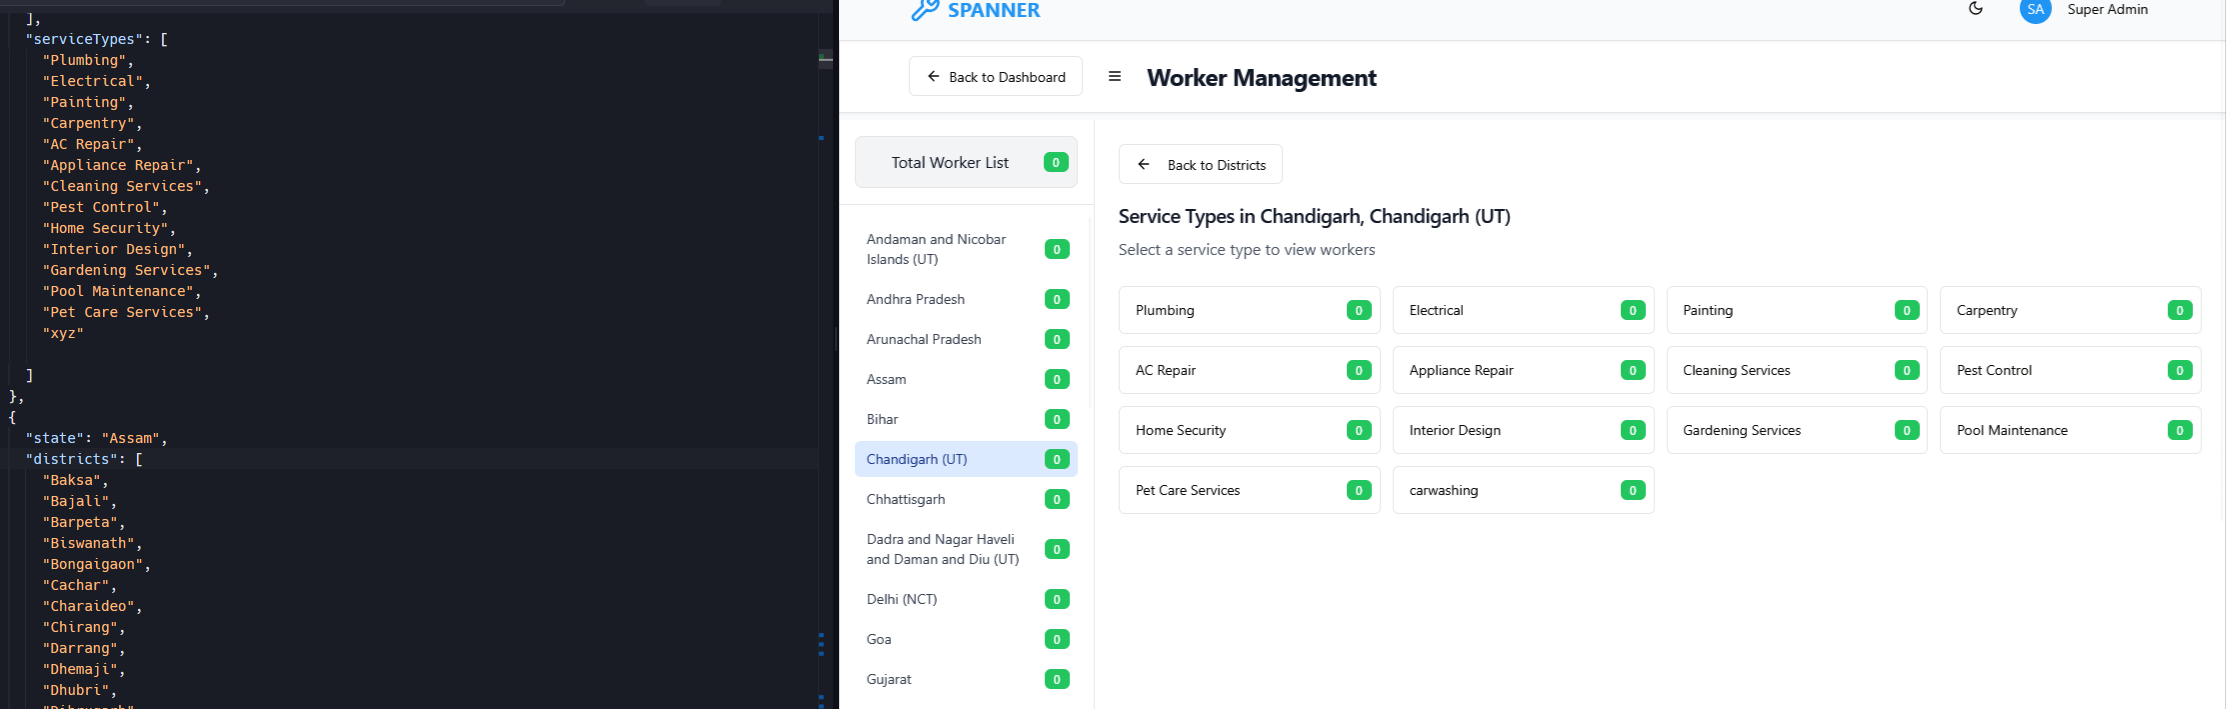 ],
"serviceTypes": [
"Plumbing",
"Electrical",
"Painting",
"Carpentry",
"AC Repair",
"Appliance Repair",
"Cleaning Services",
"Pest Control",
"Home Security",
"Interior Design",
"Gardening Services",
"Pool Maintenance",
"Pet Care Services",
"xyz"
]
},
{
"state": "Assam",
"districts": [
"Baksa",
"Bajali",
"Barpeta",
"Biswanath",
"Bongaigaon",
"Cachar",
"Charaideo",
"Chirang",
"Darrang",
"Dhemaji",
"Dhubri",
SPANNER
SA Super Admin
Back to Dashboard
Worker Management
Total Worker List 0
Andaman and Nicobar
Islands (UT) 0
Andhra Pradesh 0
Arunachal Pradesh 0
Assam 0
Bihar 0
Chandigarh (UT) 0
Chhattisgarh 0
Dadra and Nagar Haveli
and Daman and Diu (UT) 0
Delhi (NCT) 0
Goa 0
Gujarat 0
Back to Districts
Service Types in Chandigarh, Chandigarh (UT)
Select a service type to view workers
Plumbing 0 Electrical 0 Painting 0 Carpentry 0
AC Repair 0 Appliance Repair 0 Cleaning Services 0 Pest Control 0
Home Security 0 Interior Design 0 Gardening Services 0 Pool Maintenance 0
Pet Care Services 0 carwashing 0